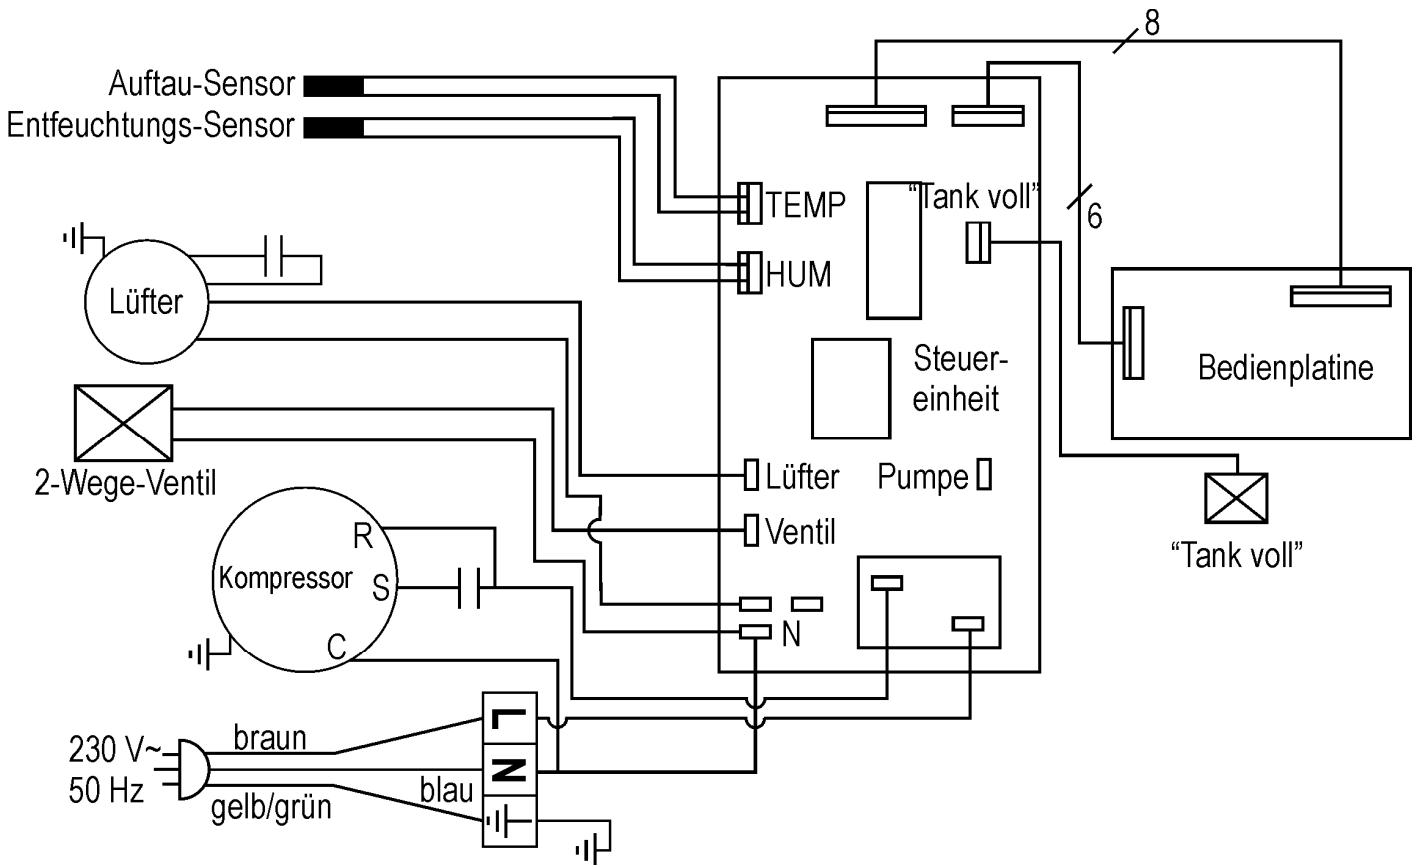 8
Auftau-Sensor
Entfeuchtungs-Sensor
TEMP
“Tank voll”
6
HUM
Lüfter
Steuer-
einheit
Bedienplatine
2-Wege-Ventil
Lüfter
Pumpe
Ventil
“Tank voll”
R
Kompressor
S
C
N
L
braun
230 V~
N
50 Hz
blau
gelb/grün